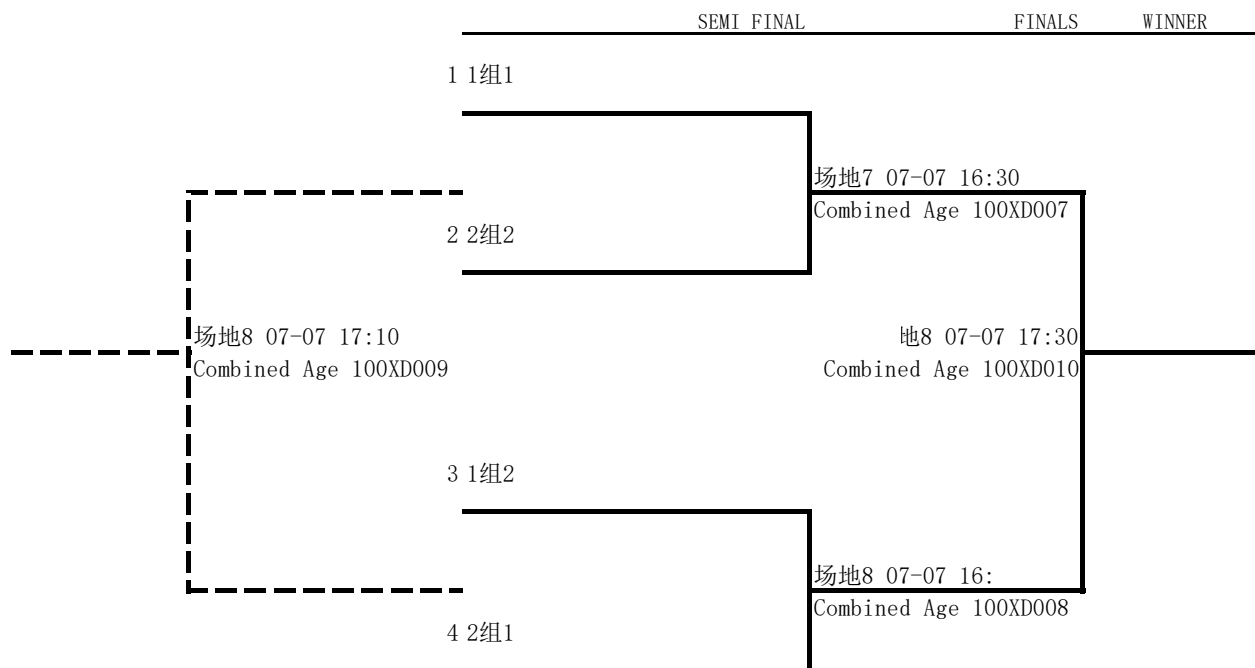 SEMI FINAL FINALS WINNER
1 1组1
场地7 07-07 16:30
Combined Age 100XD007
2 2组2
场地8 07-07 17:10
Combined Age 100XD009
地8 07-07 17:30
Combined Age 100XD010
3 1组2
场地8 07-07 16:
Combined Age 100XD008
4 2组1